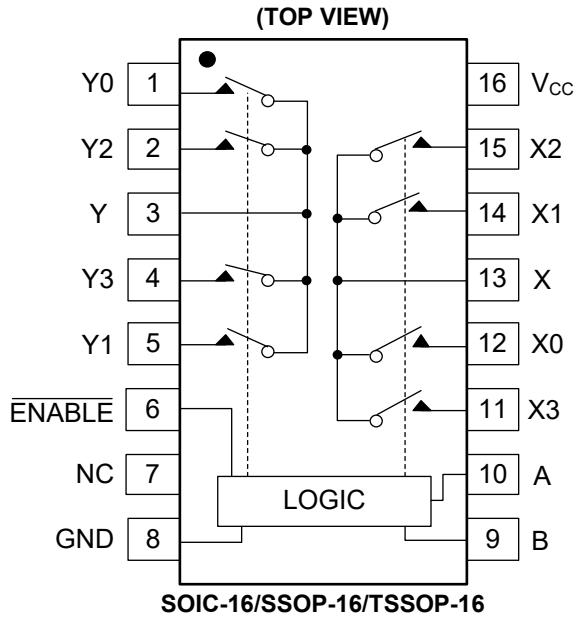 (TOP VIEW)
Y0 1 16 VCC
Y2 2 15 X2
Y 3 14 X1
Y3 4 13 X
Y1 5 12 X0
ENABLE 6 11 X3
NC 7 10 A
LOGIC
GND 8 9 B
SOIC-16/SSOP-16/TSSOP-16